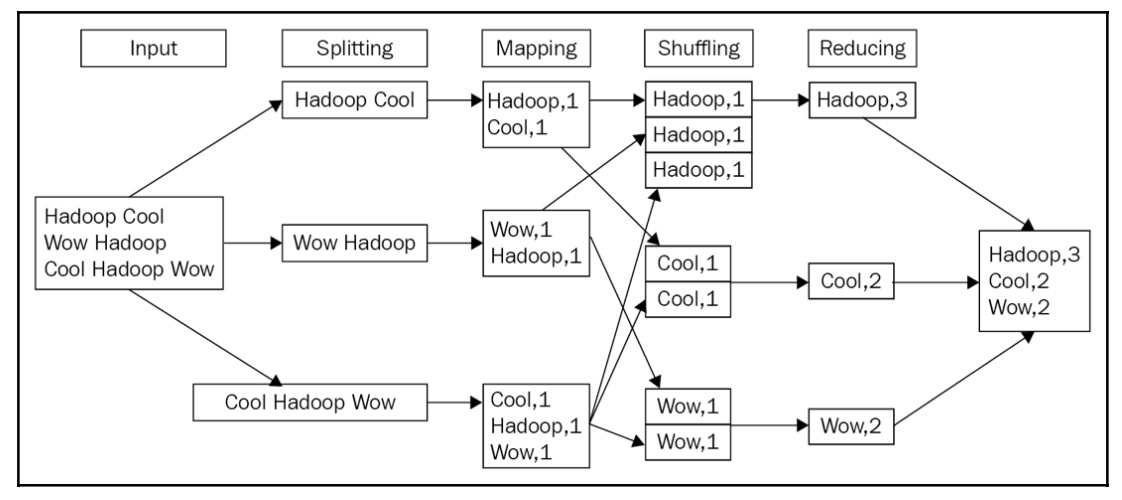 Input
Splitting
Mapping
Shuffling
Reducing
Hadoop Cool
Wow Hadoop
Cool Hadoop Wow
Hadoop Cool
Wow Hadoop
Cool Hadoop Wow
Hadoop,1
Cool,1
Wow,1
Hadoop,1
Cool,1
Hadoop,1
Wow,1
Hadoop,1
Hadoop,1
Hadoop,1
Cool,1
Cool,1
Wow,1
Wow,1
Hadoop,3
Cool,2
Wow,2
Hadoop,3
Cool,2
Wow,2